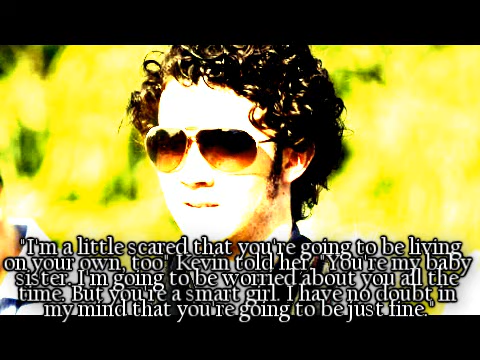 "I'm a little scared that you're going to be living
on your own, too" Kevin told her, "You're my baby
sister. I'm going to be worried about you all the
time. But you're a smart girl. I have no doubt in
my mind that you're going to be just fine."